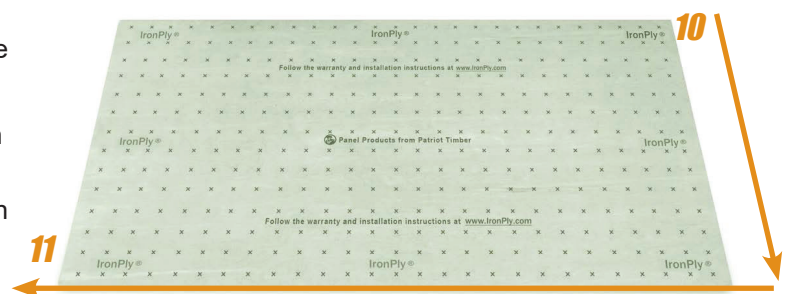 e
10
IronPly® IronPly® IronPly®
Follow the warranty and installation instructions at www.IronPly.com
IronPly® Panel Products from Patriot Timber IronPly®
n
Follow the warranty and installation instructions at www.IronPly.com
11
IronPly® IronPly® IronPly®